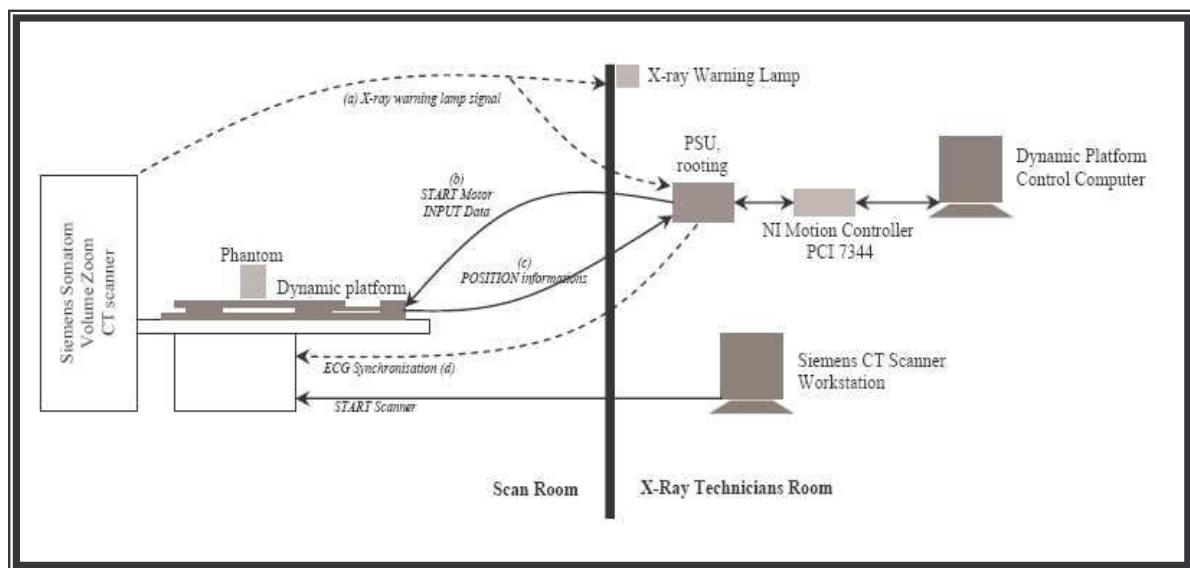 X-ray Warning Lamp
(a) X-ray warning lamp signal
PSU,
rooting
Dynamic Platform
Control Computer
(b)
START Motor
INPUT Data
NI Motion Controller
PCI 7344
Siemens Somatom
Volume Zoom
CT scanner
Phantom
Dynamic platform
(c)
POSITION informations
ECG Synchronisation (d)
Siemens CT Scanner
Workstation
START Scanner
Scan Room
X-Ray Technicians Room